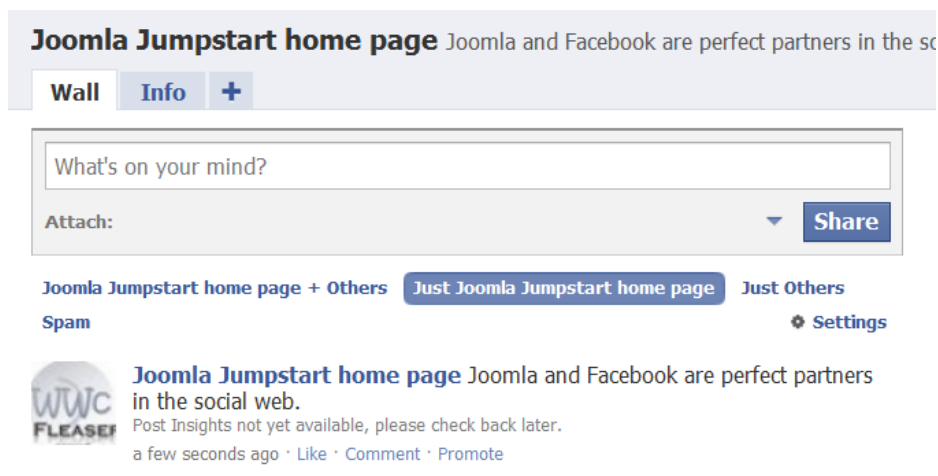 Joomla Jumpstart home page Joomla and Facebook are perfect partners in the so
Wall Info +
What's on your mind?
Attach: Share
Joomla Jumpstart home page + Others Just Joomla Jumpstart home page Just Others
Spam Settings
Joomla Jumpstart home page Joomla and Facebook are perfect partners
in the social web.
WWC
FLEASER
Post Insights not yet available, please check back later.
a few seconds ago · Like · Comment · Promote